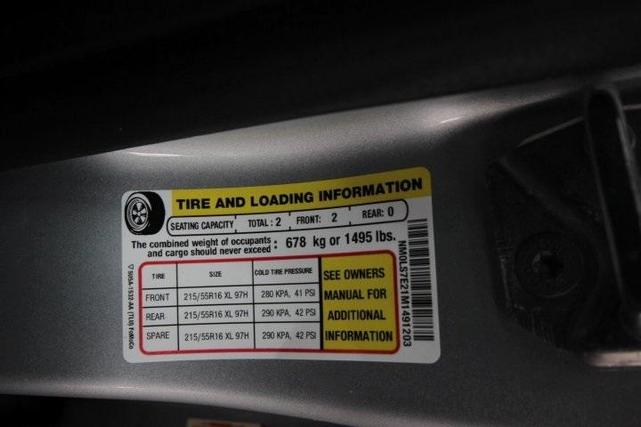 TIRE AND LOADING INFORMATION
SEATING CAPACITY TOTAL: 2 FRONT: 2 REAR: 0
The combined weight of occupants and cargo should never exceed : 678 kg or 1495 lbs.
TIRE SIZE COLD TIRE PRESSURE
FRONT 215/55R16 XL 97H 280 KPA, 41 PSI
REAR 215/55R16 XL 97H 290 KPA, 42 PSI
SPARE 215/55R16 XL 97H 290 KPA, 42 PSI
SEE OWNERS
MANUAL FOR
ADDITIONAL
INFORMATION
NM0LS7E21M1491203